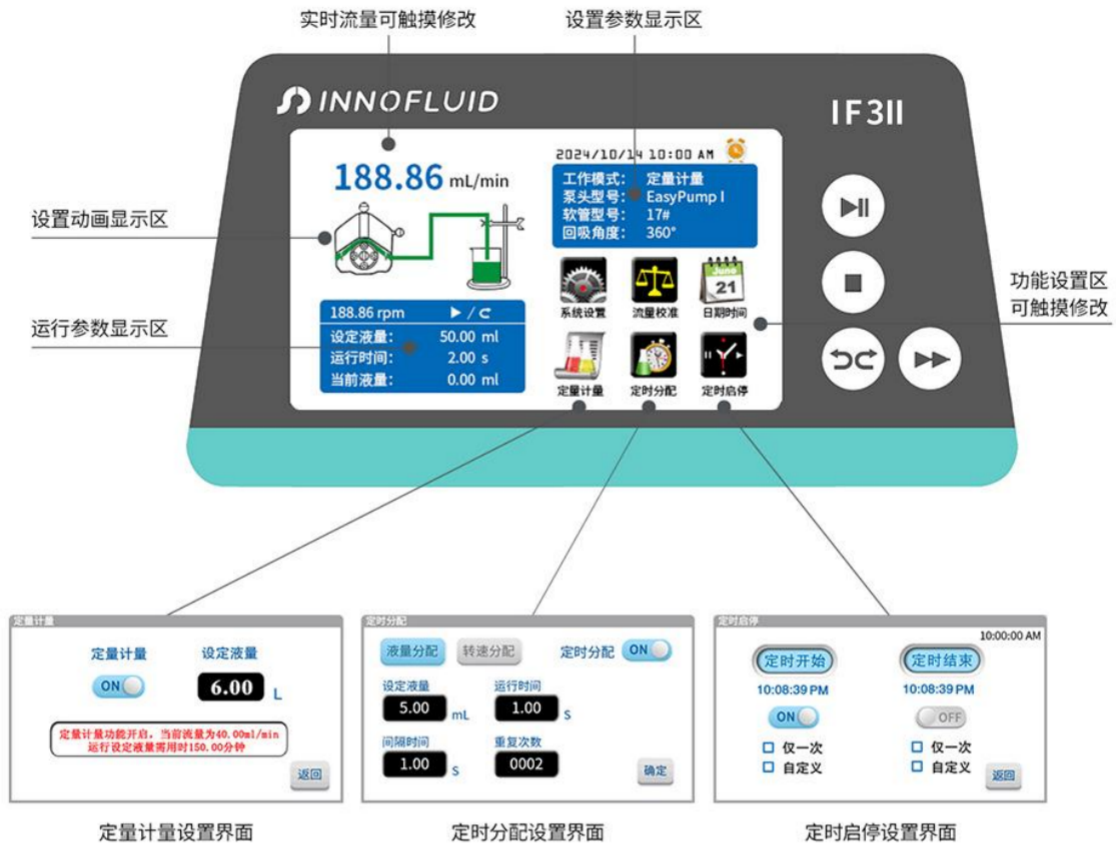 实时流量可触摸修改
设置参数显示区
INNOFLUID
IF3II
2024/10/14 10:00 AM
188.86 mL/min
工作模式： 定量计量
泵头型号： EasyPump I
软管型号： 17#
回吸角度： 360°
设置动画显示区
June
21
系统设置 流量校准 日期时间
功能设置区
可触摸修改
运行参数显示区
188.86 rpm
设定液量： 50.00 ml
运行时间： 2.00 s
当前液量： 0.00 ml
定量计量 定时分配 定时启停
定量计量
定量计量 设定液量
ON 6.00 L
定量计量功能开启，当前流量为40.00ml/min
运行设定液量需用时150.00分钟
返回
定量计量设置界面
定时分配
液量分配 转速分配 定时分配 ON
设定液量 运行时间
5.00 mL 1.00 S
间隔时间 重复次数
1.00 S 0002
确定
定时分配设置界面
定时启停
10:00:00 AM
定时开始 定时结束
10:08:39 PM 10:08:39 PM
ON OFF
仅一次 仅一次
自定义 自定义
返回
定时启停设置界面